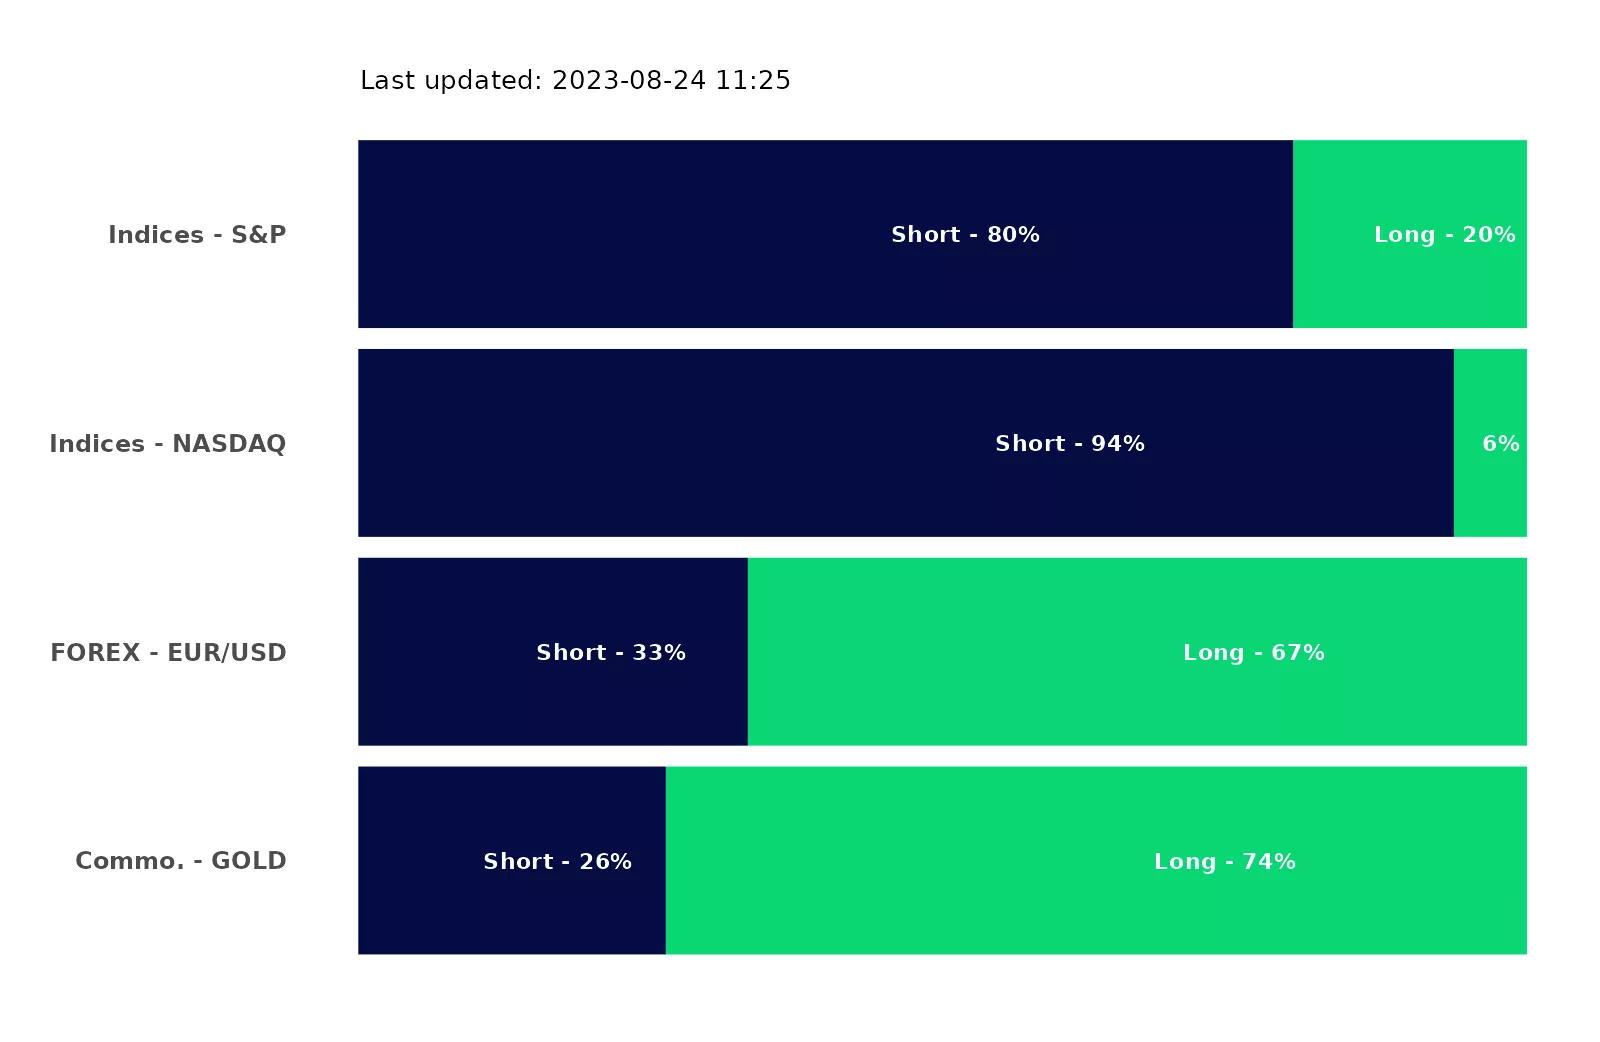 Last updated: 2023-08-24 11:25
Indices - S&P
Short - 80%
Long - 20%
Indices - NASDAQ
Short - 94%
6%
FOREX - EUR/USD
Short - 33%
Long - 67%
Commo. - GOLD
Short - 26%
Long - 74%